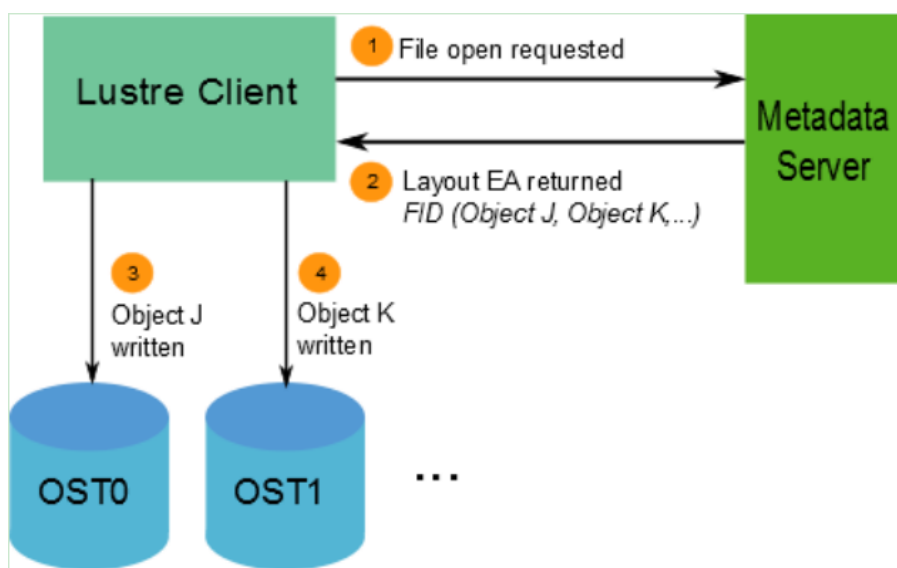 Lustre Client
1 File open requested
Metadata
Server
2 Layout EA returned
FID (Object J, Object K,...)
3
Object J
written
4
Object K
written
OST0
OST1
...